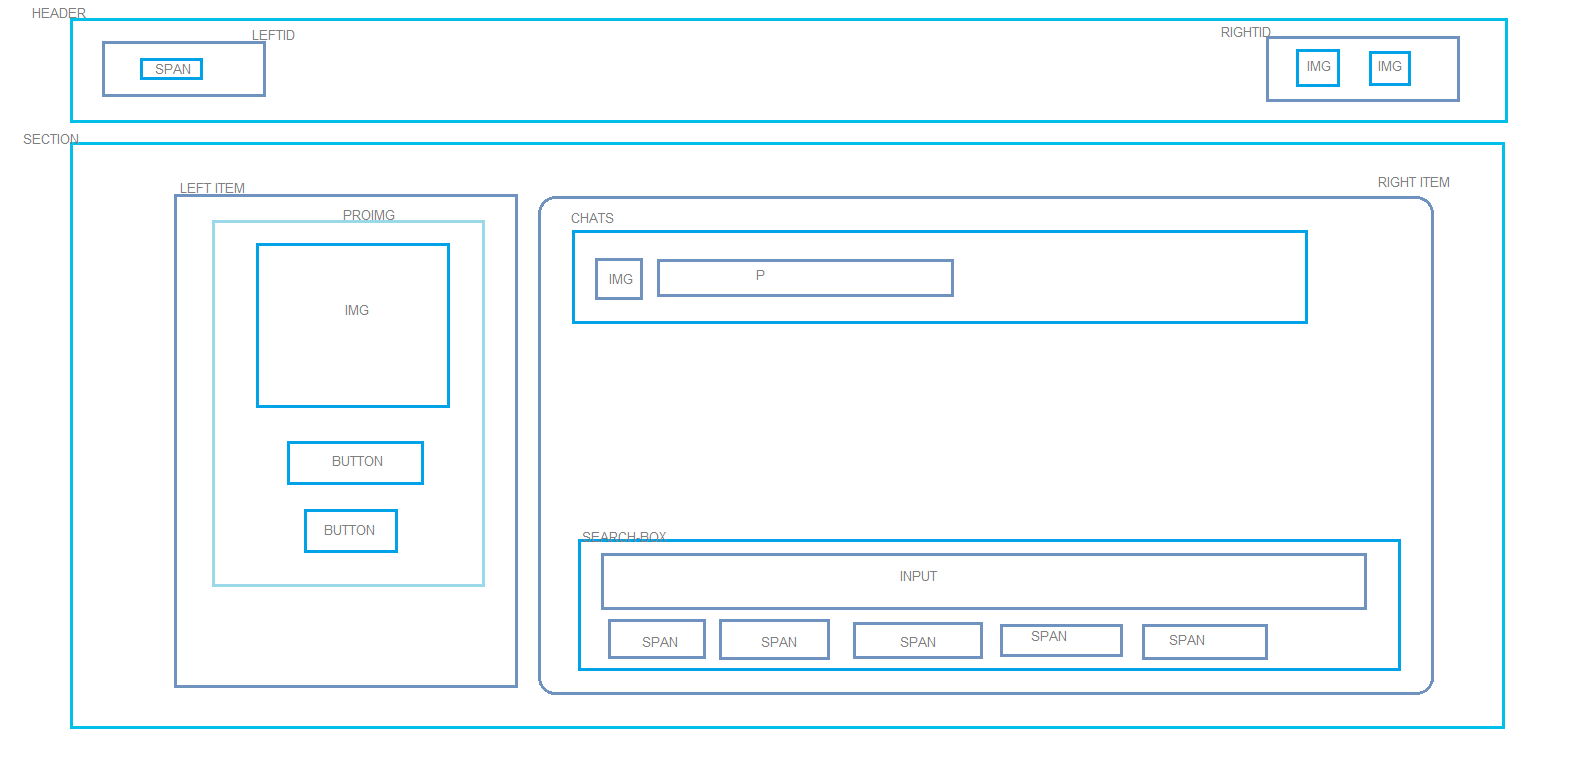 HEADER
LEFTID
RIGHTID
SPAN
IMG
IMG
SECTION
LEFT ITEM
RIGHT ITEM
PROIMG
CHATS
IMG
P
IMG
BUTTON
BUTTON
SEARCH-BOX
INPUT
SPAN
SPAN
SPAN
SPAN
SPAN